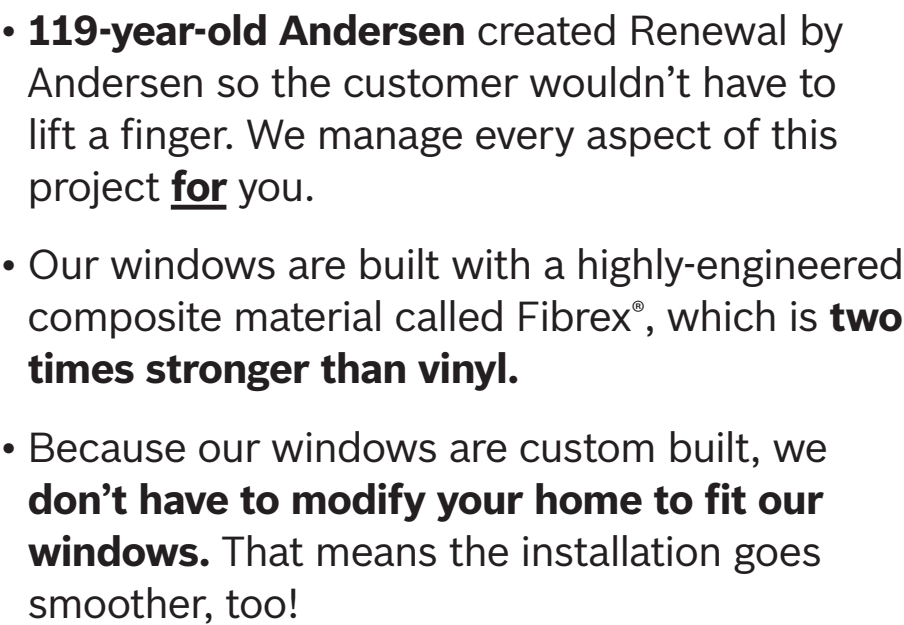 • 119-year-old Andersen created Renewal by
Andersen so the customer wouldn’t have to
lift a finger. We manage every aspect of this
project for you.
• Our windows are built with a highly-engineered
composite material called Fibrex®, which is two
times stronger than vinyl.
• Because our windows are custom built, we
don’t have to modify your home to fit our
windows. That means the installation goes
smoother, too!